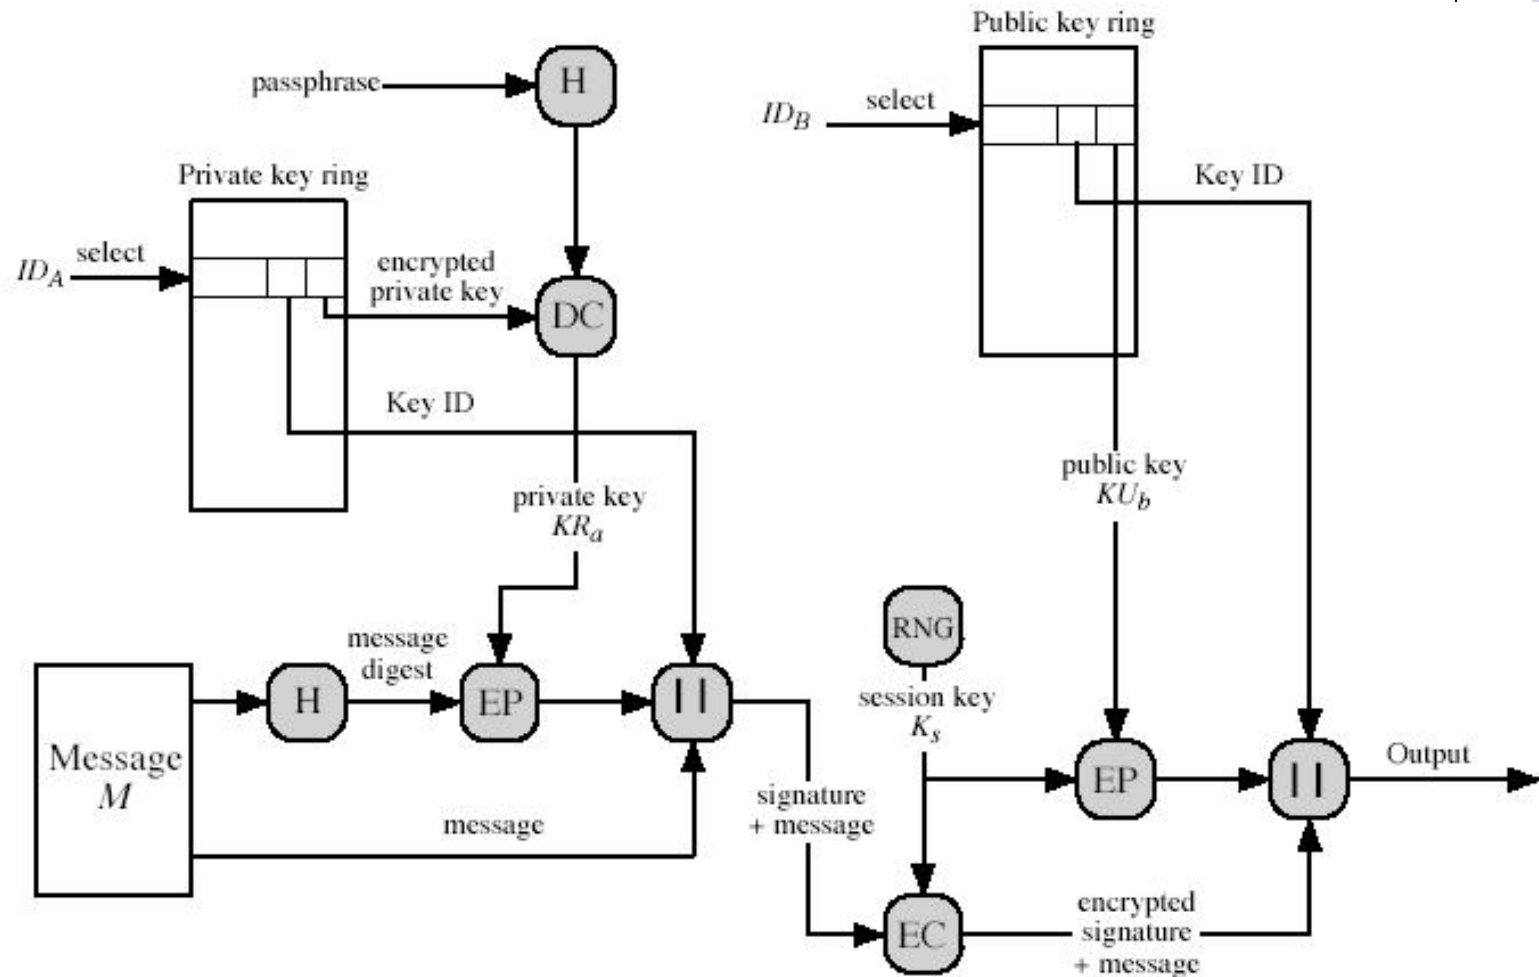 Public key ring
passphrase
H
ID_B
select
Key ID
Private key ring
ID_A
select
encrypted
private key
DC
Key ID
private key
KR_a
public key
KU_b
RNG
session key
K_s
Message
M
H
message
digest
EP
||
message
signature
+ message
EP
||
Output
EC
encrypted
signature
+ message